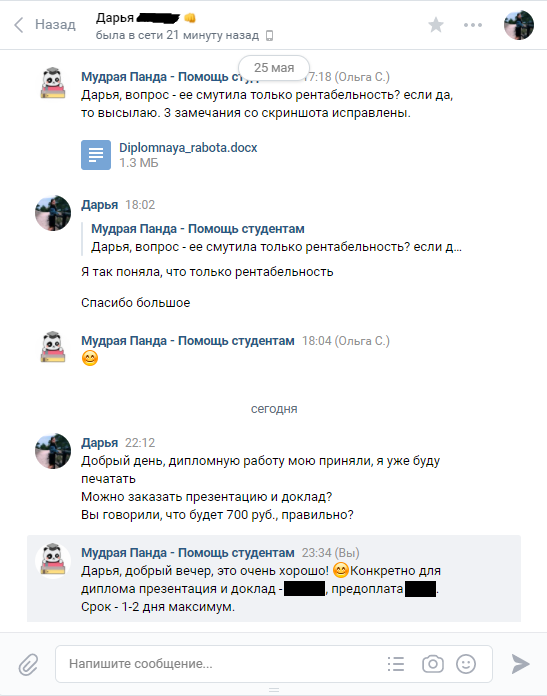 Назад
Дарья
была в сети 21 минуту назад
25 мая
Мудрая Панда - Помощь 17:18 (Ольга С.)
Дарья, вопрос - ее смутила только рентабельность? если да,
то высылаю. 3 замечания со скриншота исправлены.
Diplomnaya_rabota.docx
1.3 МБ
Дарья 18:02
Мудрая Панда - Помощь студентам
Дарья, вопрос - ее смутила только рентабельность? если д...
Я так поняла, что только рентабельность
Спасибо большое
Мудрая Панда - Помощь студентам 18:04 (Ольга С.)
😊
сегодня
Дарья 22:12
Добрый день, дипломную работу мою приняли, я уже буду
печатать
Можно заказать презентацию и доклад?
Вы говорили, что будет 700 руб., правильно?
Мудрая Панда - Помощь студентам 23:34 (Вы)
Дарья, добрый вечер, это очень хорошо! 😊Конкретно для
диплома презентация и доклад - , предоплата .
Срок - 1-2 дня максимум.
Напишите сообщение...